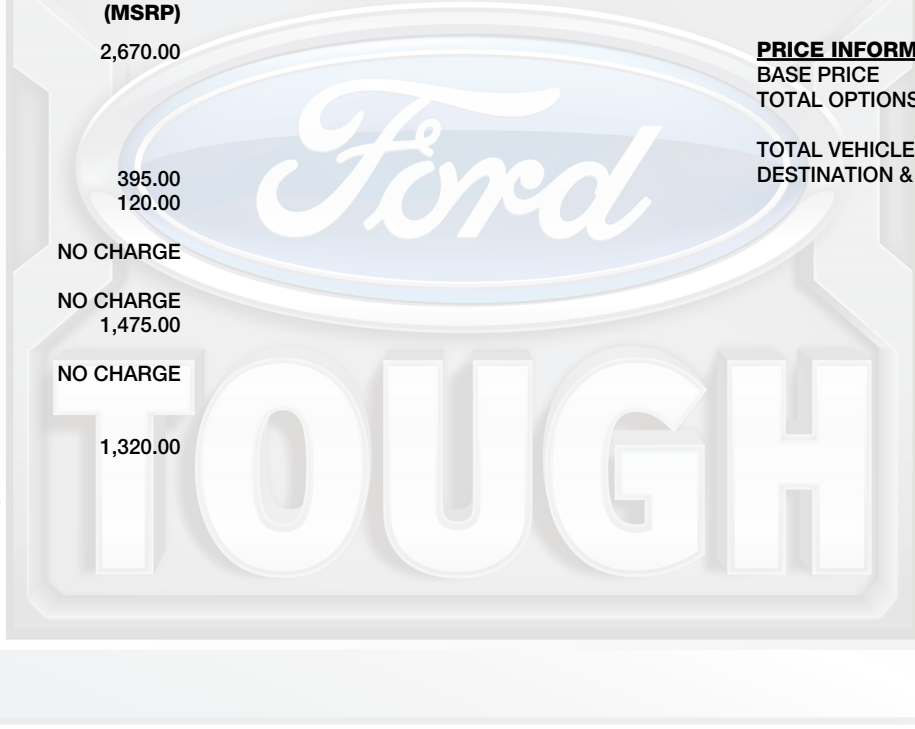 (MSRP)
2,670.00
395.00
120.00
NO CHARGE
NO CHARGE
1,475.00
NO CHARGE
1,320.00
PRICE INFORM
BASE PRICE
TOTAL OPTIONS
TOTAL VEHICLE
DESTINATION &
Ford
TOUGH